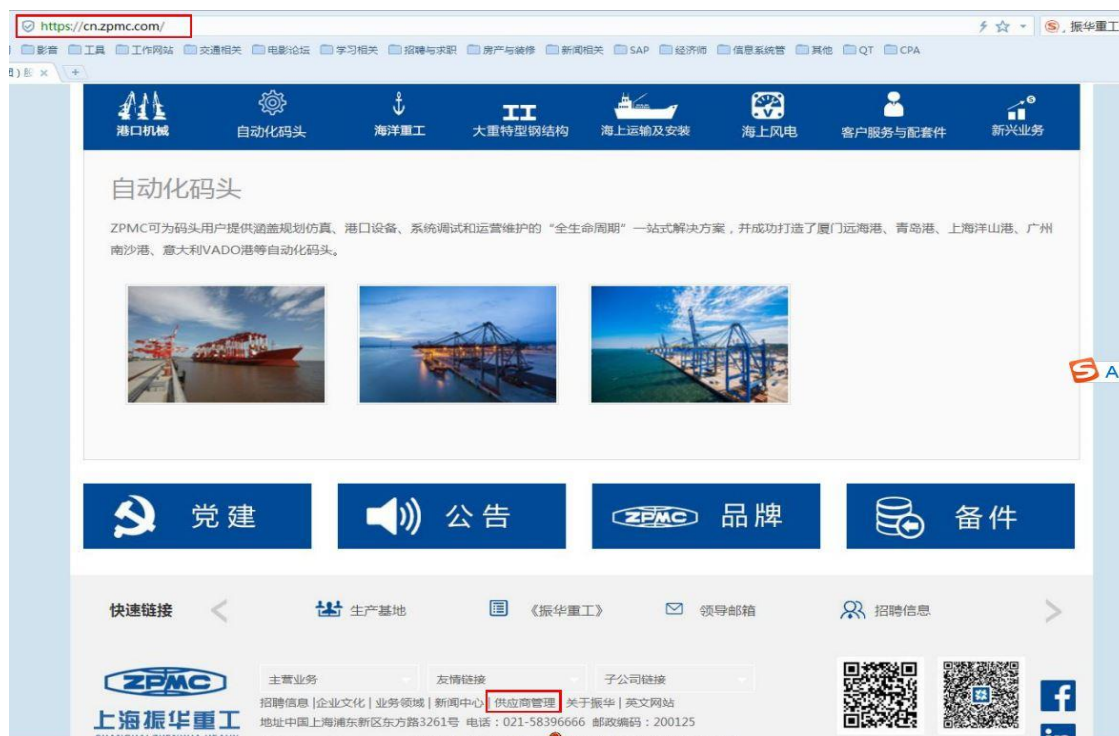 https://cn.zpmc.com/
振华重工
影音 工具 工作网站 交通相关 电影论坛 学习相关 招聘与求职 房产与装修 新闻相关 SAP 经济师 信息系统管 其他 QT CPA
港口机械 自动化码头 海洋重工 大重特型钢结构 海上运输及安装 海上风电 客户服务与配套件 新兴业务
自动化码头
ZPMC可为码头用户提供涵盖规划仿真、港口设备、系统调试和运营维护的“全生命周期”一站式解决方案，并成功打造了厦门远海港、青岛港、上海洋山港、广州
南沙港、意大利VADO港等自动化码头。
党建 公告 ZPMC 品牌 备件
快速链接 生产基地 《振华重工》 领导邮箱 招聘信息
ZPMC 主营业务 友情链接 子公司链接
招聘信息 |企业文化 | 业务领域 | 新闻中心 | 供应商管理 | 关于振华 | 英文网站
上海振华重工 地址中国上海浦东新区东方路3261号 电话：021-58396666 邮政编码：200125